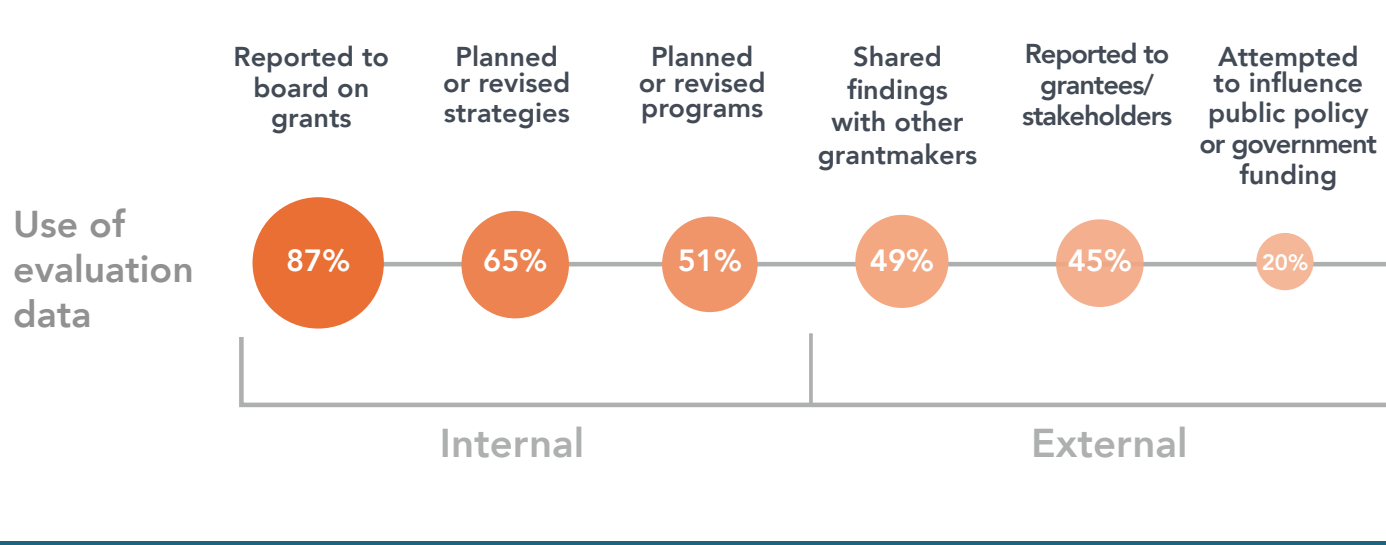 Reported to
board on
grants
Planned
or revised
strategies
Planned
or revised
programs
Shared
findings
with other
grantmakers
Reported to
grantees/
stakeholders
Attempted
to influence
public policy
or government
funding
Use of
evaluation
data
87%
65%
51%
49%
45%
20%
Internal
External